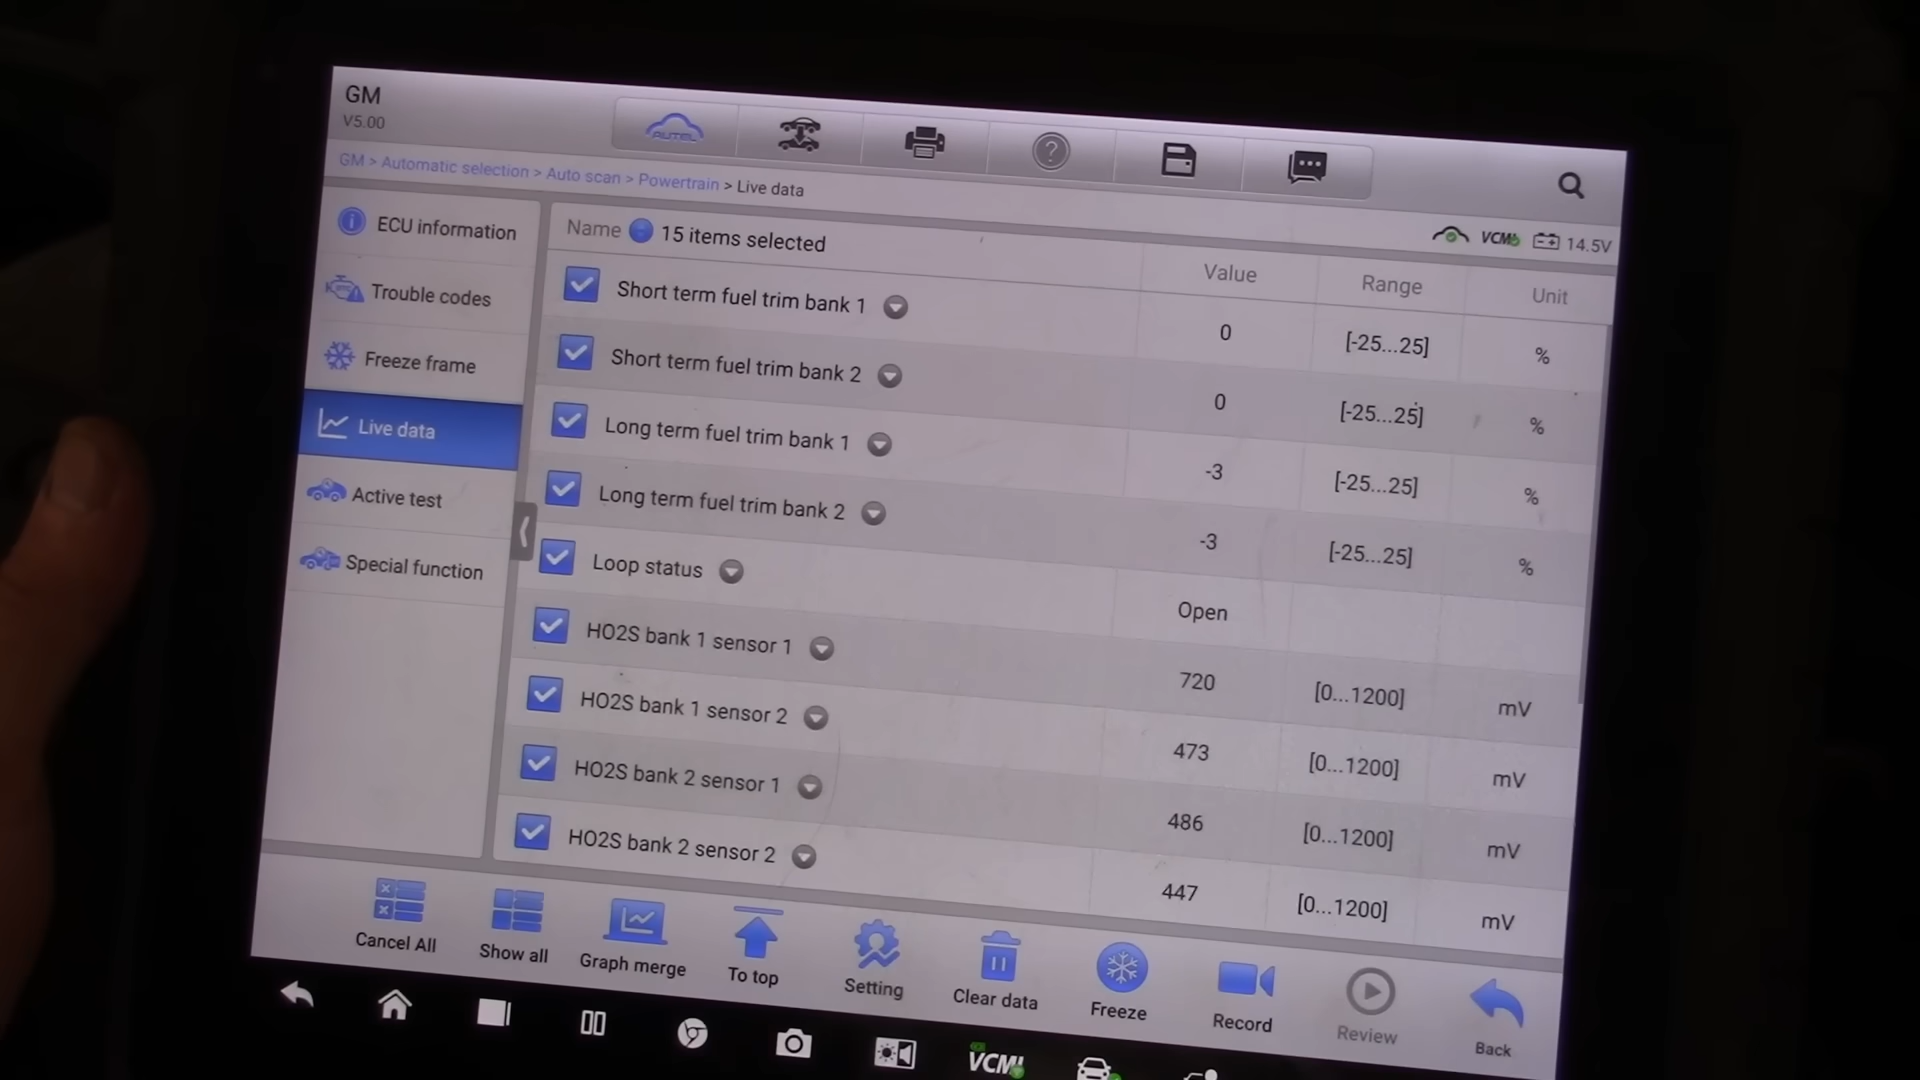 GM
V5.00
AUTEL
?
GM > Automatic selection > Auto scan > Powertrain > Live data
VCMI 14.5V
ECU information
Trouble codes
Freeze frame
Live data
Active test
Special function
Name 15 items selected Value Range Unit
Short term fuel trim bank 1 0 [-25...25] %
Short term fuel trim bank 2 0 [-25...25] %
Long term fuel trim bank 1 -3 [-25...25] %
Long term fuel trim bank 2 -3 [-25...25] %
Loop status Open
HO2S bank 1 sensor 1 720 [0...1200] mV
HO2S bank 1 sensor 2 473 [0...1200] mV
HO2S bank 2 sensor 1 486 [0...1200] mV
HO2S bank 2 sensor 2 447 [0...1200] mV
Cancel All
Show all
Graph merge
To top
Setting
Clear data
Freeze
Record
Review
Back
VCMI